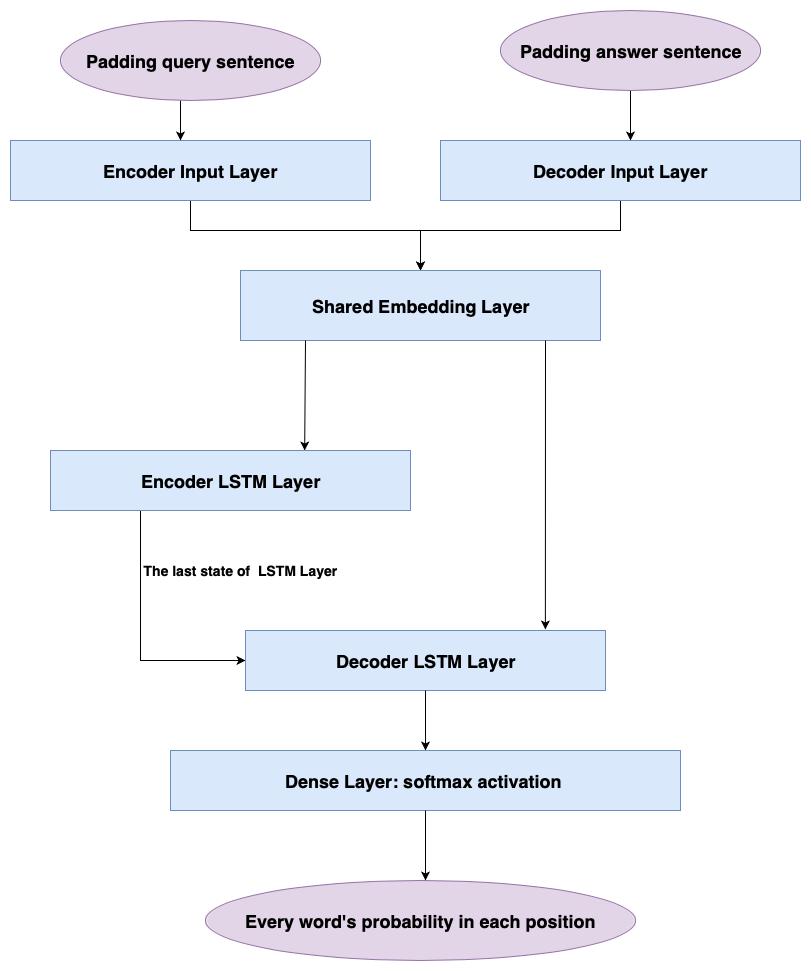 Padding query sentence
Padding answer sentence
Encoder Input Layer
Decoder Input Layer
Shared Embedding Layer
Encoder LSTM Layer
The last state of  LSTM Layer
Decoder LSTM Layer
Dense Layer: softmax activation
Every word's probability in each position